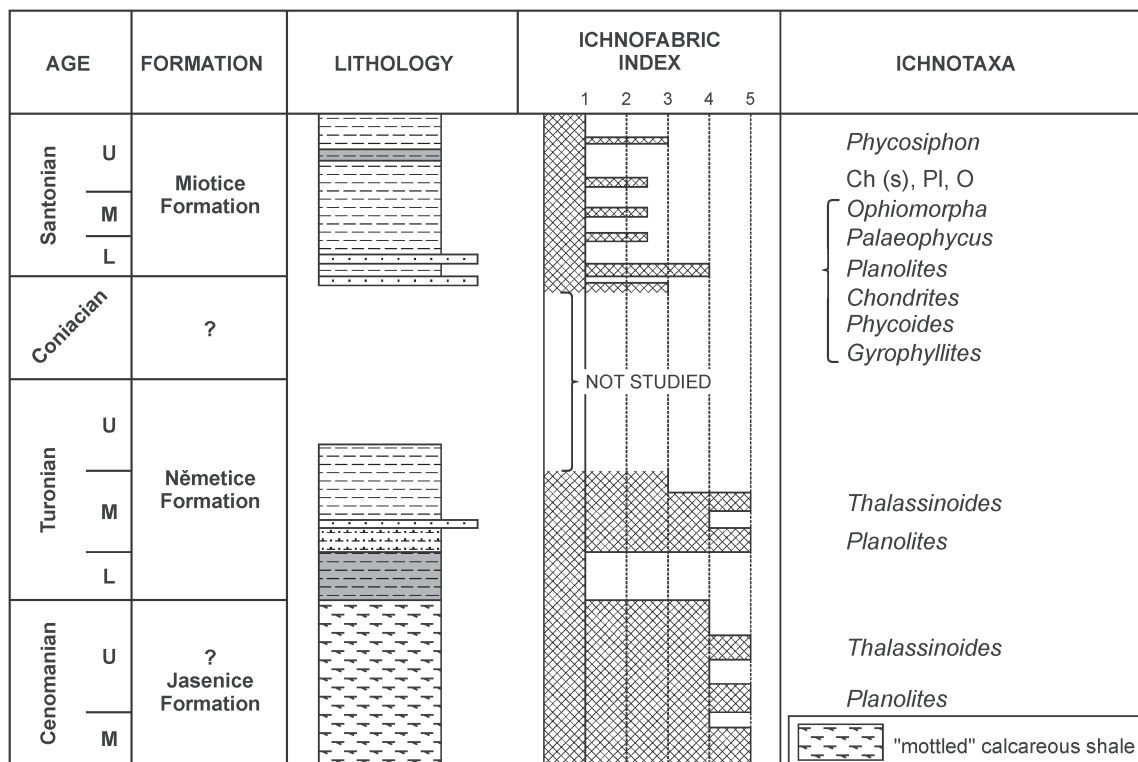 AGE
FORMATION
LITHOLOGY
ICHNOFABRIC
INDEX
1 2 3 4 5
ICHNOTAXA
Santonian
U
M
L
Miotice
Formation
Phycosiphon
Ch (s), Pl, O
Ophiomorpha
Palaeophycus
Planolites
Chondrites
Phycoides
Gyrophyllites
Coniacian
?
NOT STUDIED
Turonian
U
M
L
Némětice
Formation
Thalassinoides
Planolites
Cenomanian
U
M
?
Jasenice
Formation
Thalassinoides
Planolites
"mottled" calcareous shale